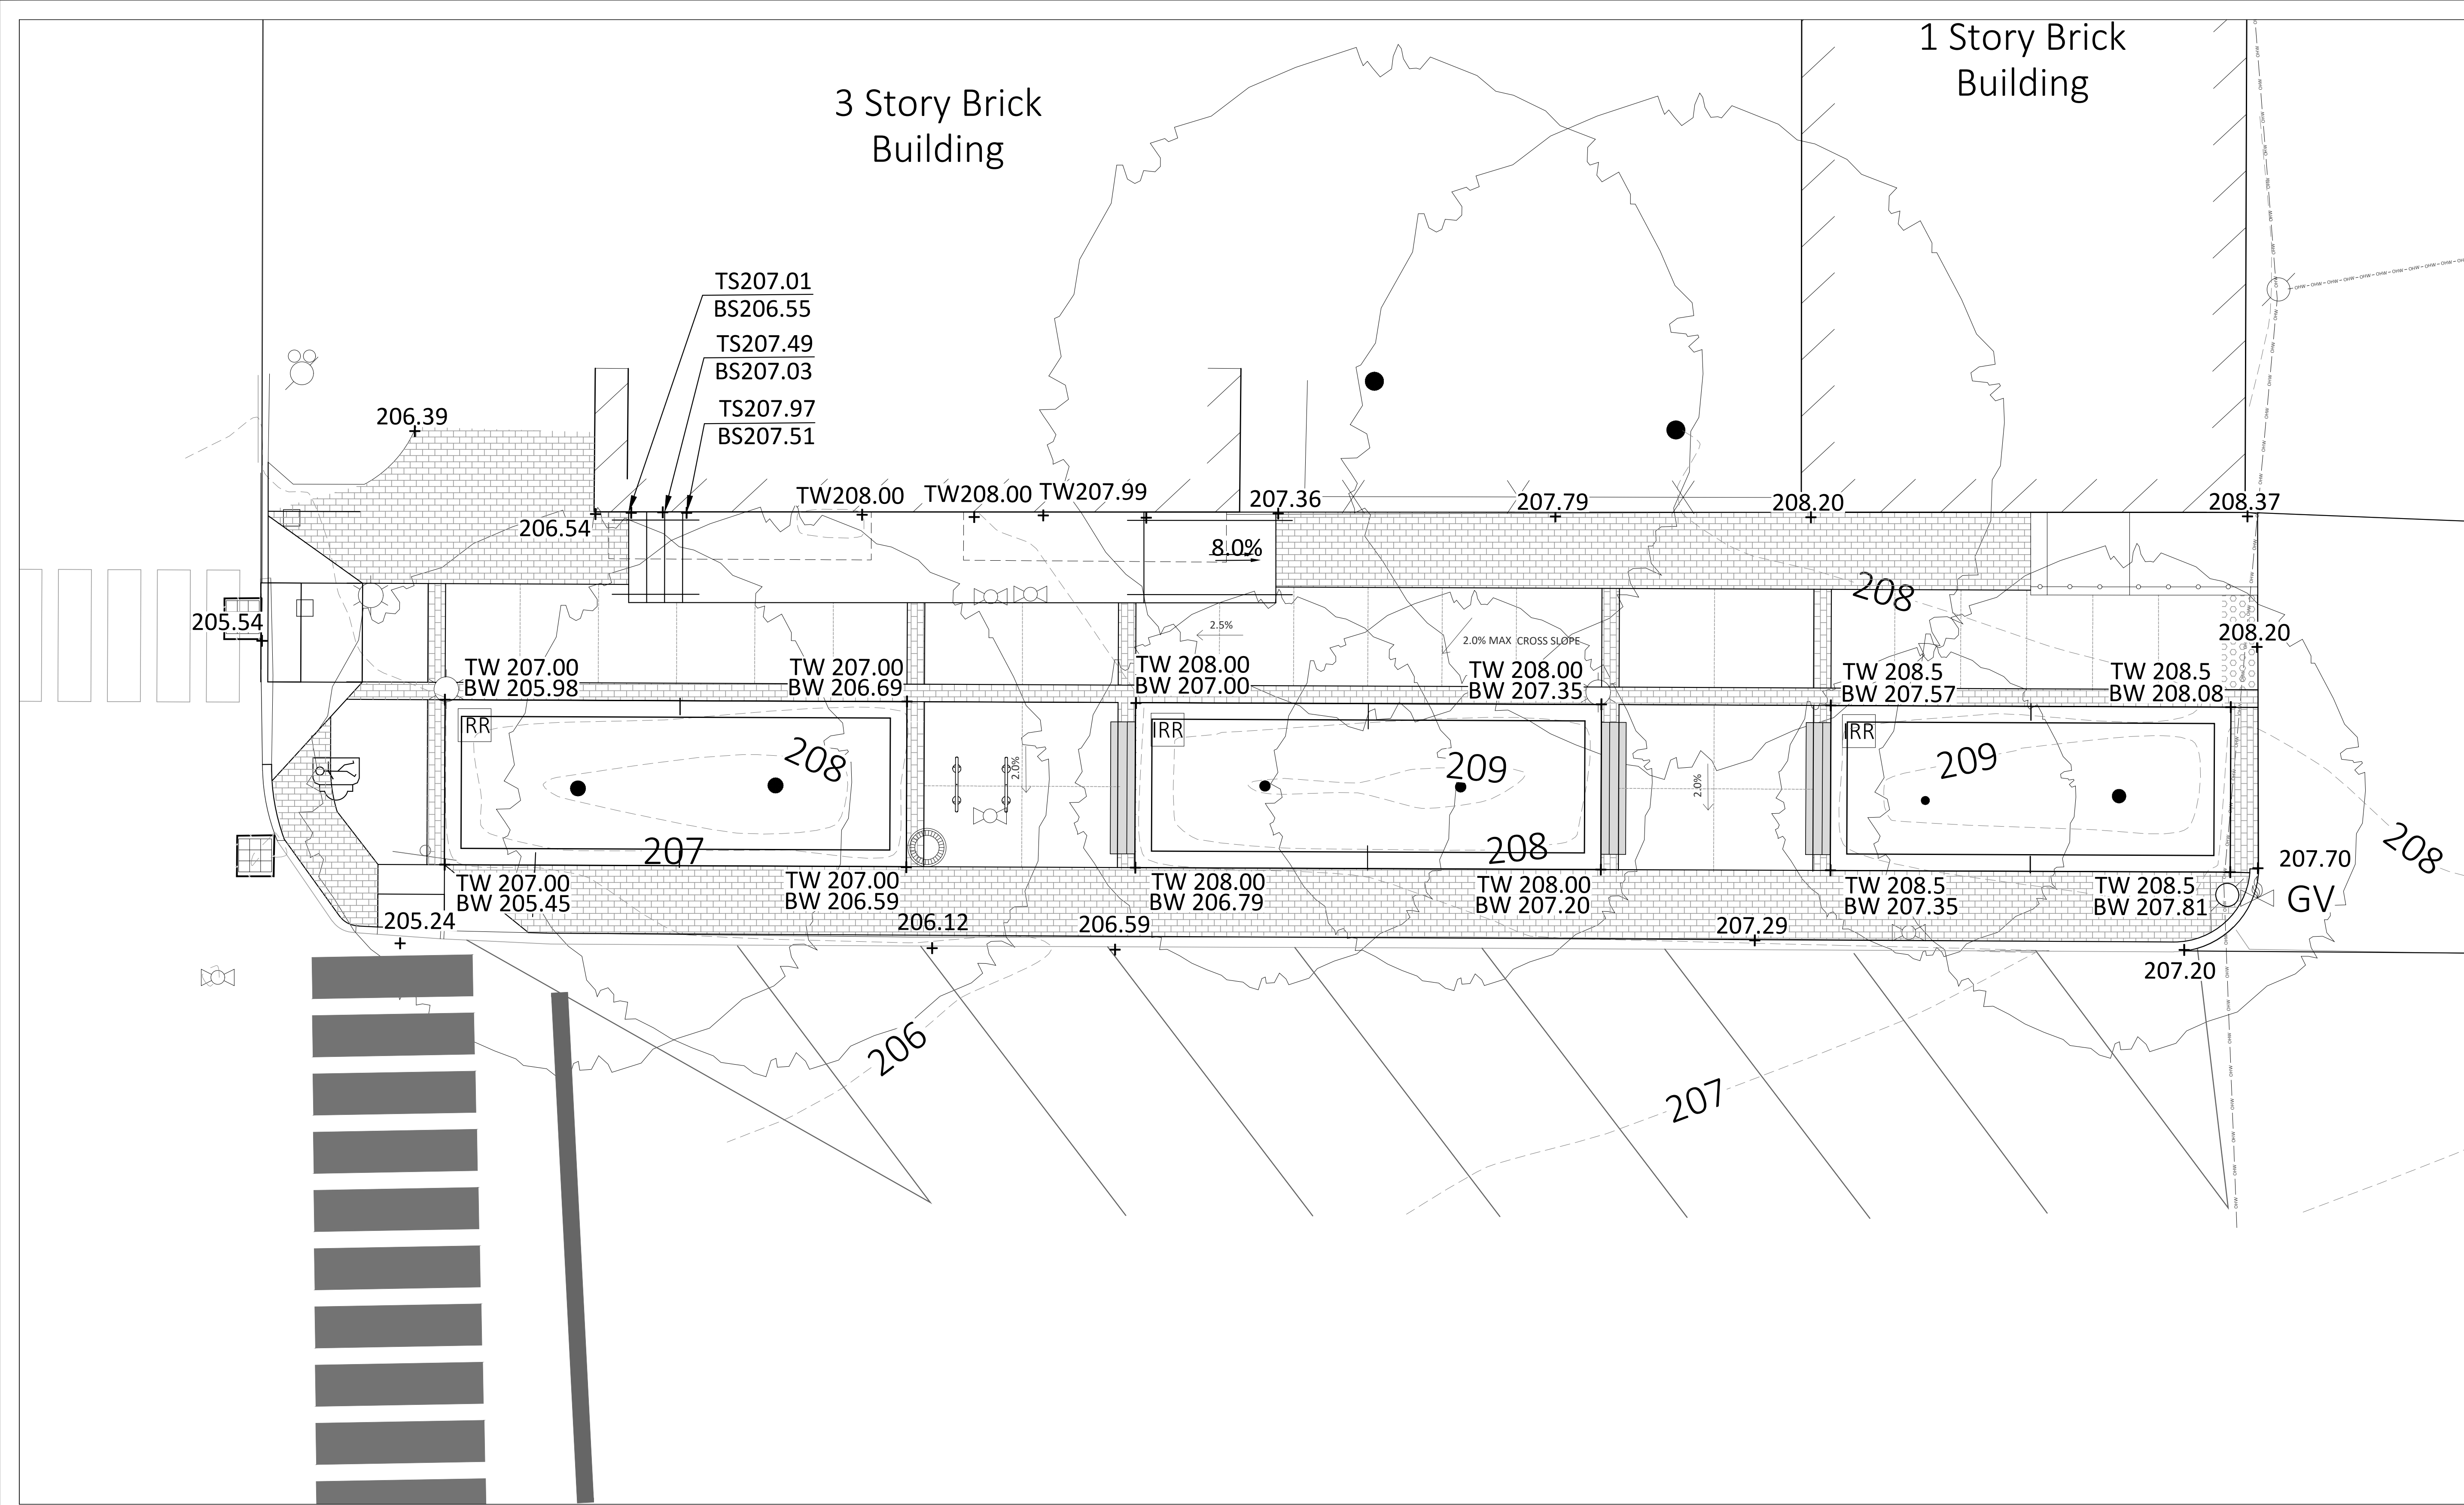 1 Story Brick
Building
3 Story Brick
Building
TS207.01
BS206.55
TS207.49
BS207.03
TS207.97
BS207.51
206.39
206.54
TW208.00
TW208.00
TW207.99
207.36
207.79
208.20
208.37
8.0%
208
205.54
2.5%
2.0% MAX CROSS SLOPE
208.20
TW 207.00
BW 205.98
TW 207.00
BW 206.69
TW 208.00
BW 207.00
TW 208.00
BW 207.35
TW 208.5
BW 207.57
TW 208.5
BW 208.08
IRR
208
2.0%
IRR
209
2.0%
IRR
209
207
208
208
207.70
GV
TW 207.00
BW 205.45
TW 207.00
BW 206.59
TW 208.00
BW 206.79
TW 208.00
BW 207.20
TW 208.5
BW 207.35
TW 208.5
BW 207.81
205.24
206.12
206.59
207.29
207.20
206
207
OHW
OHW
OHW
OHW
OHW
OHW
OHW